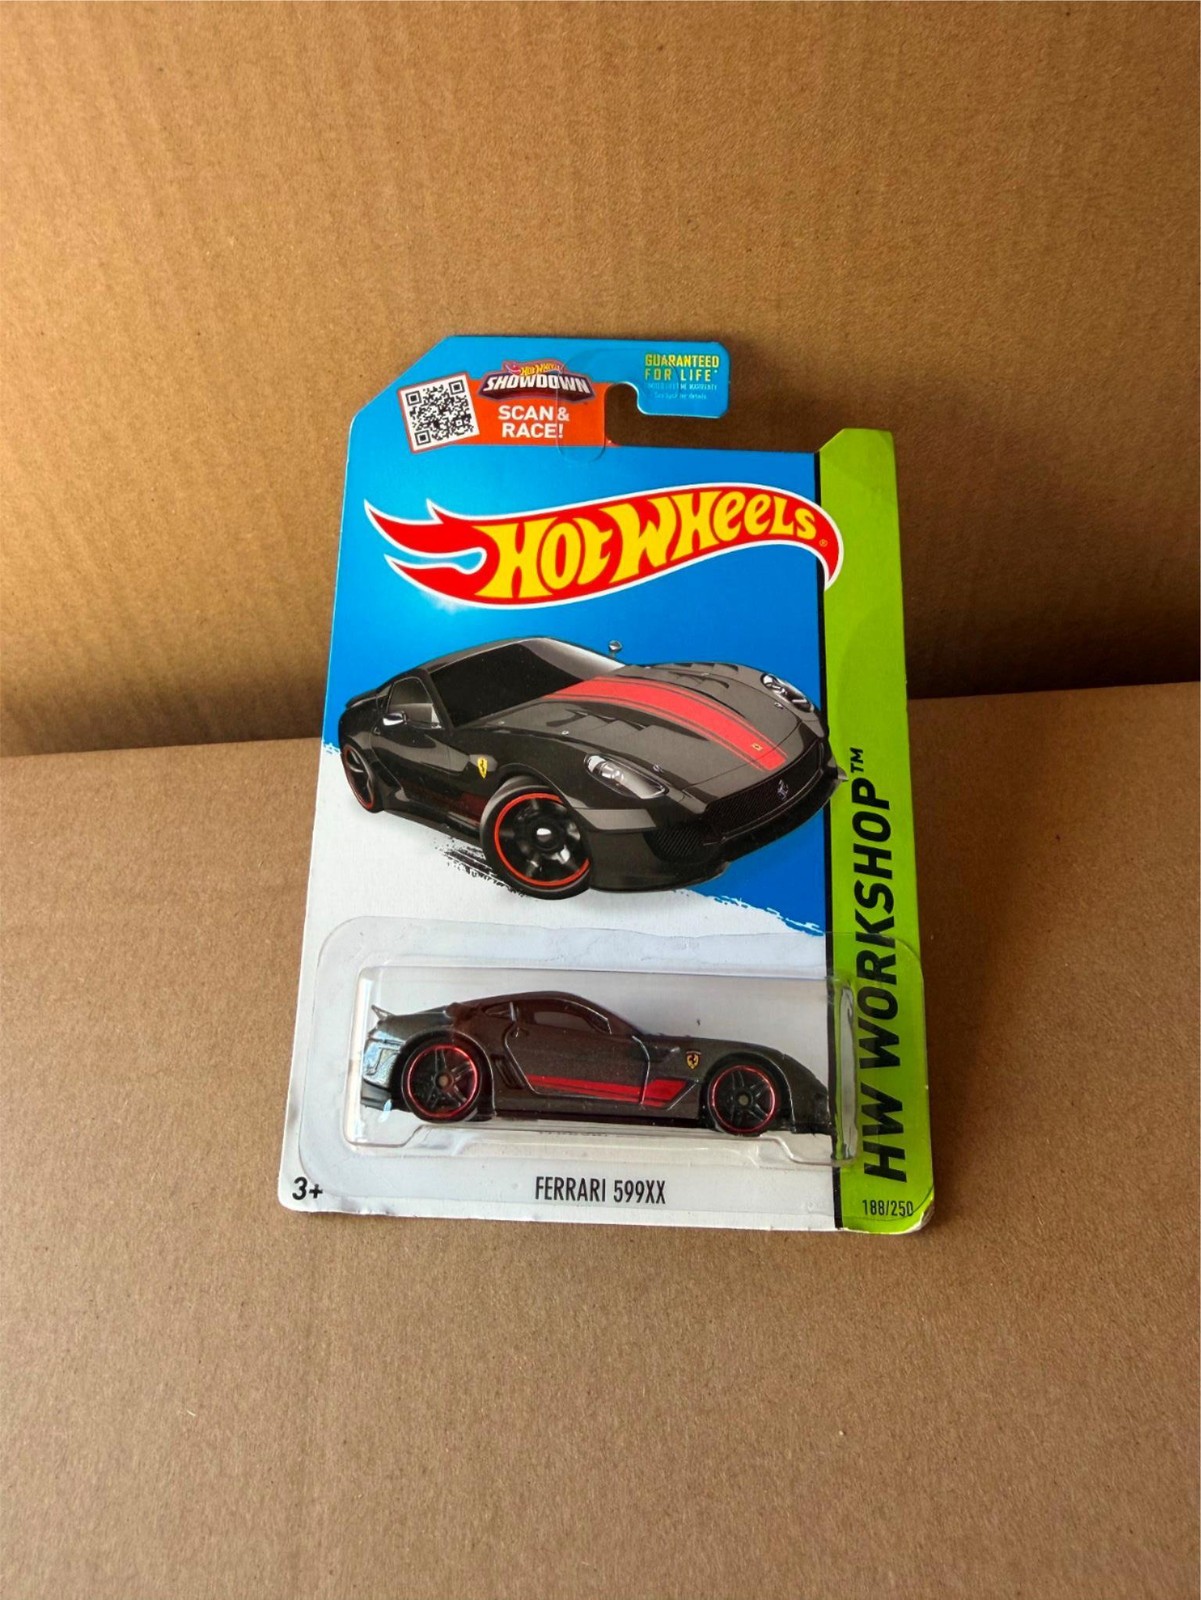 Hot Wheels
SHOWDOWN
SCAN &
RACE!
GUARANTEED
FOR LIFE
HOT WHEELS®
HW WORKSHOP™
3+
FERRARI 599XX
188/250